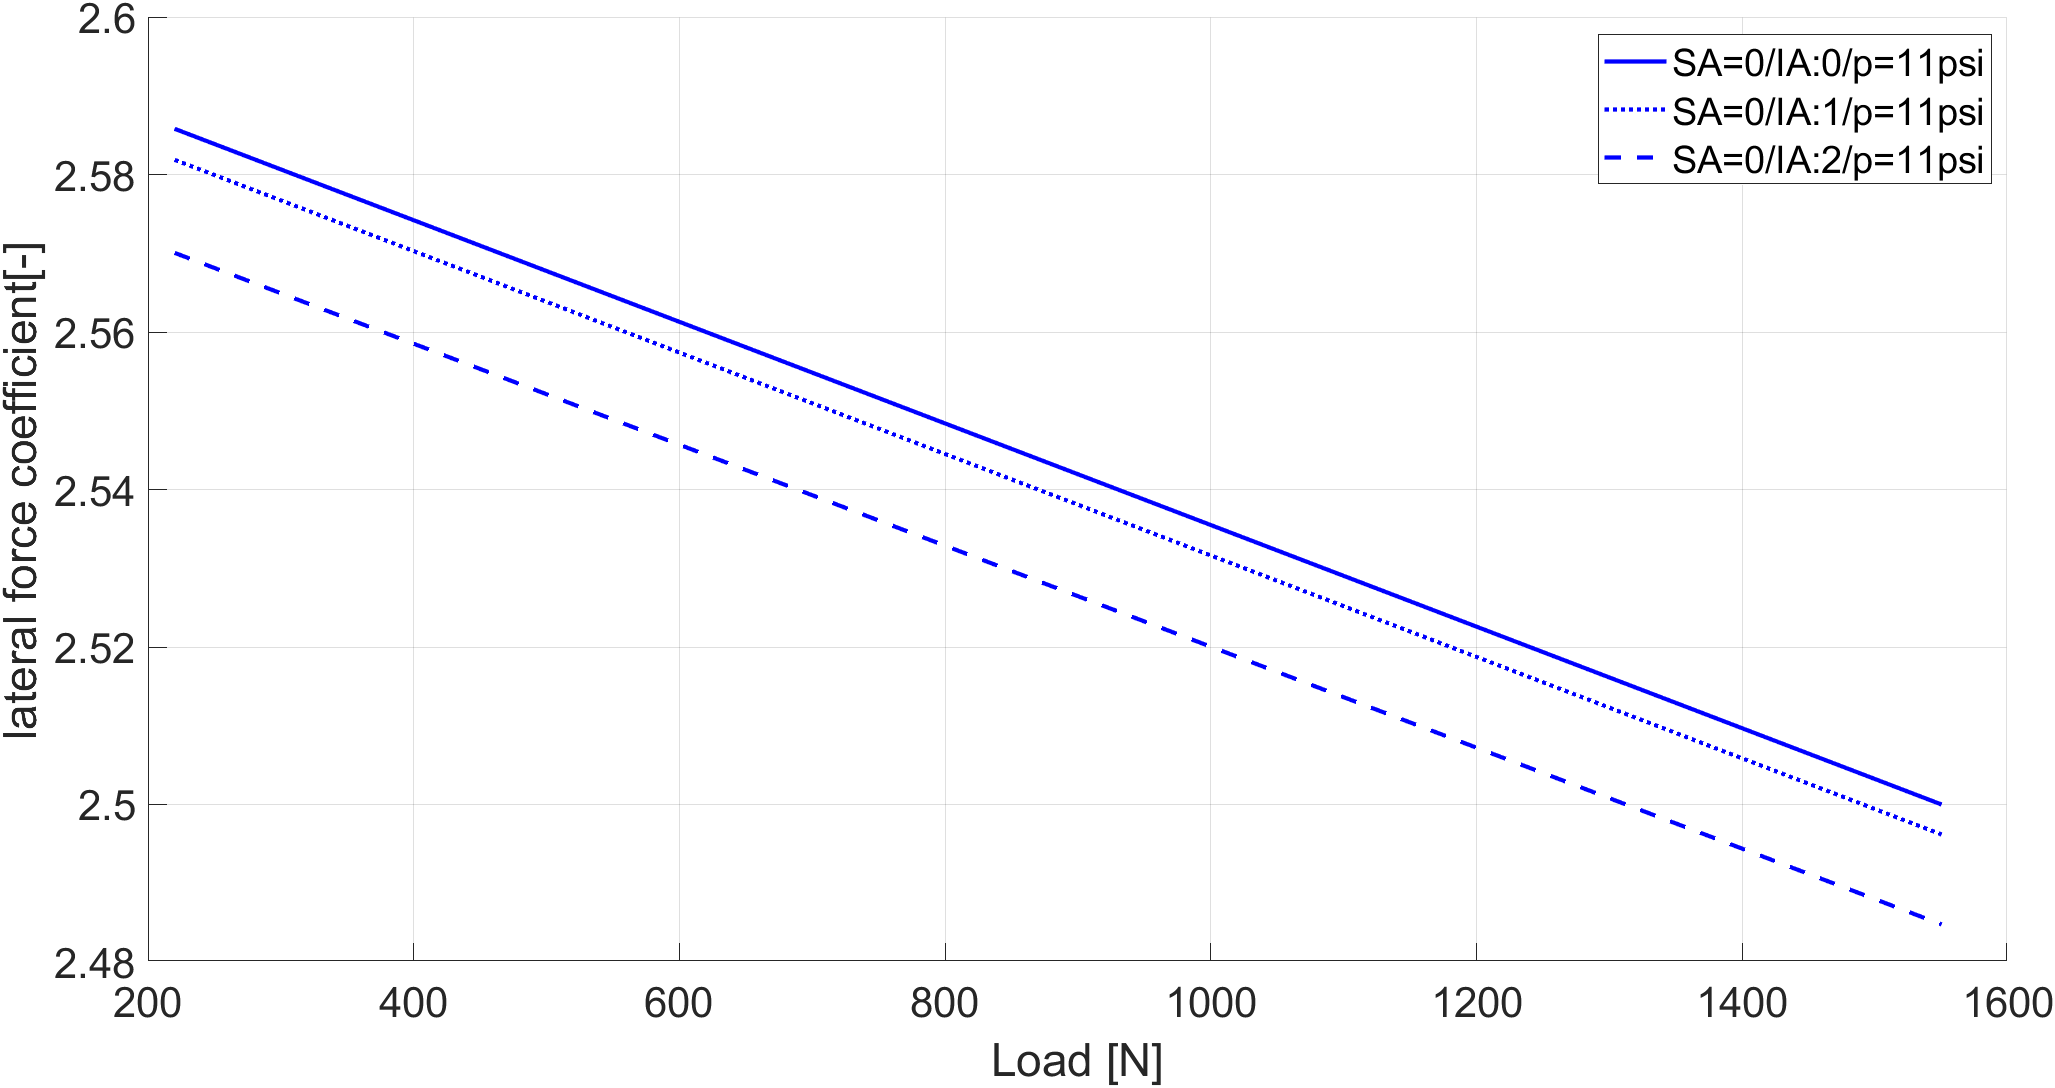 2.6
2.58
2.56
2.54
2.52
2.5
2.48
200 400 600 800 1000 1200 1400 1600
lateral force coefficient[-]
Load [N]
SA=0/IA:0/p=11psi
SA=0/IA:1/p=11psi
SA=0/IA:2/p=11psi